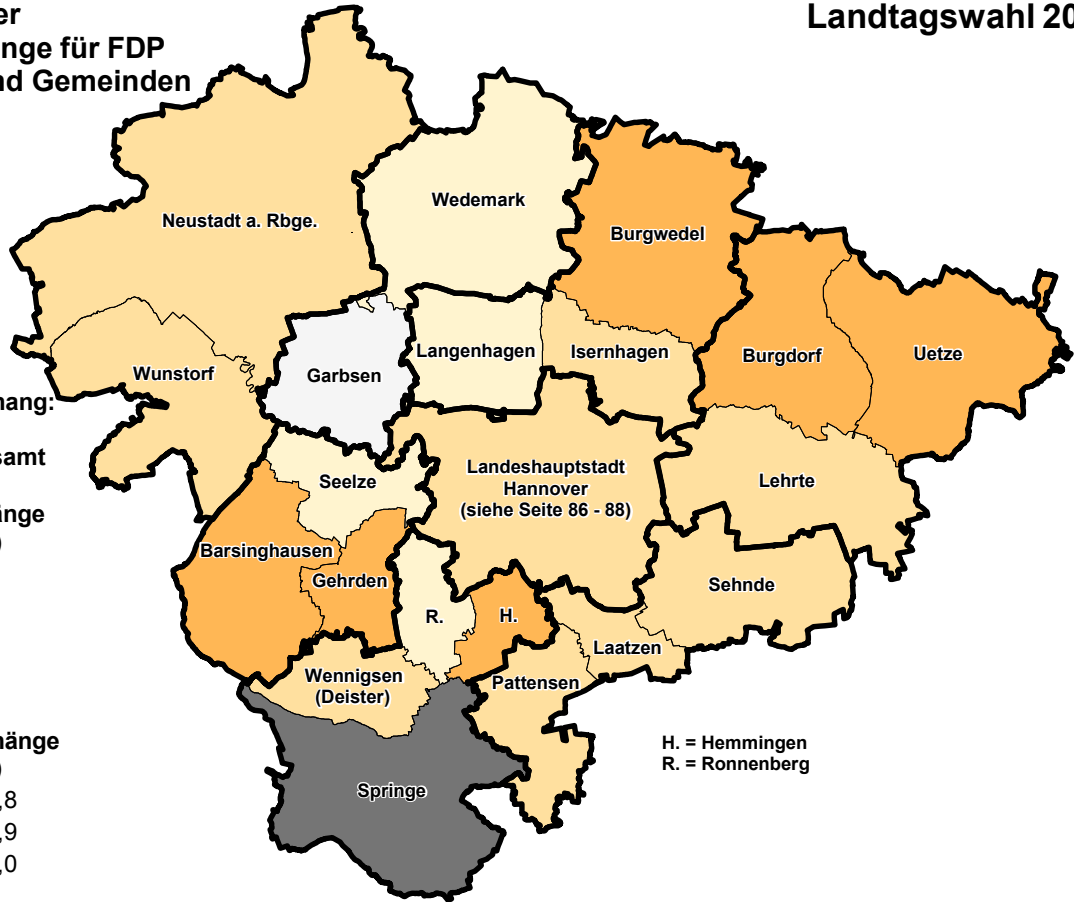 er
nge für FDP
nd Gemeinden
Landtagswahl 20
Neustadt a. Rbge.
Wedemark
Burgwedel
Wunstorf
Garbsen
Langenhagen
Isernhagen
Burgdorf
Uetze
nang:
samt
änge
)
Seelze
Landeshauptstadt
Hannover
(siehe Seite 86 - 88)
Lehrte
Barsinghausen
Gehrden
R.
H.
Sehnde
Laatzen
Wennigsen
(Deister)
Pattensen
Springe
H. = Hemmingen
R. = Ronnenberg
hänge
)
,8
,9
,0